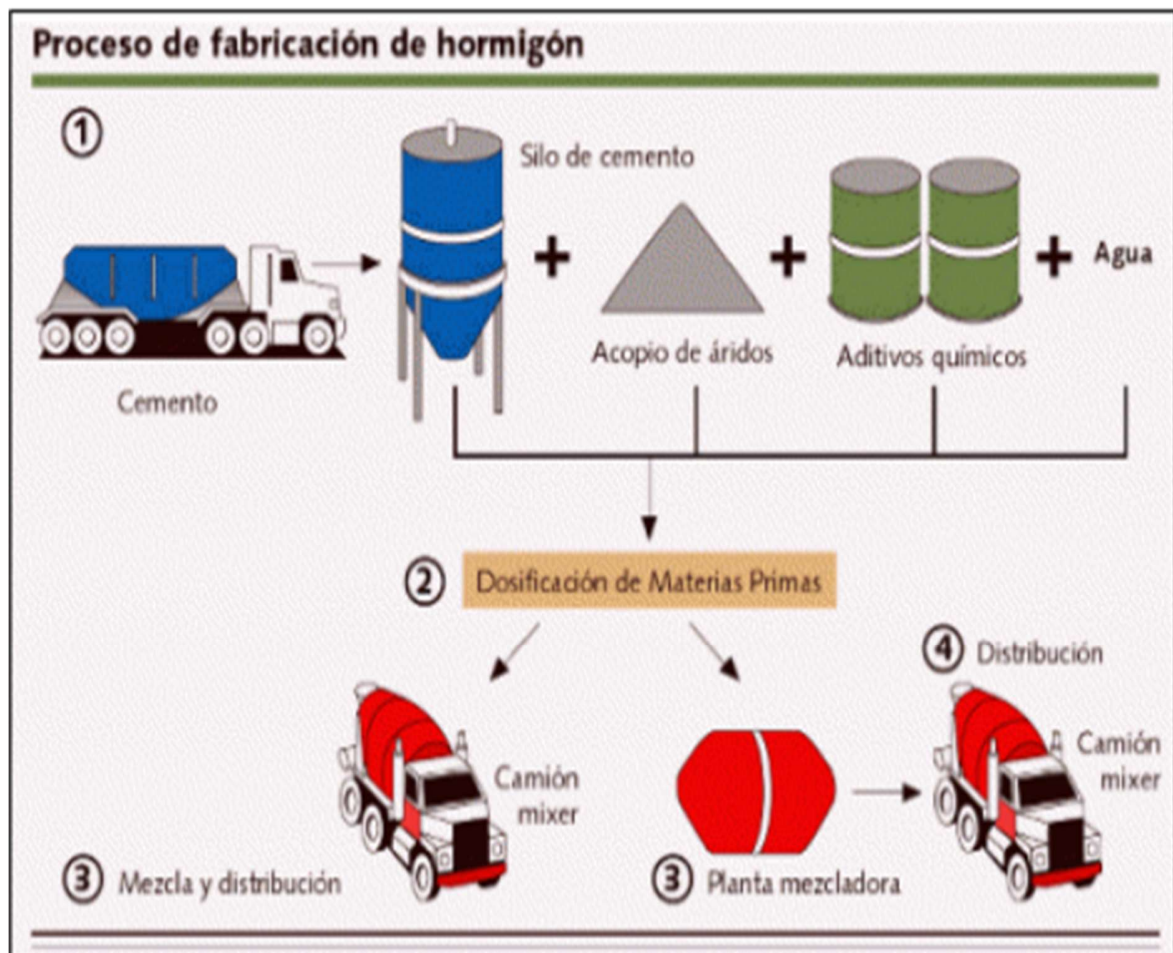 Proceso de fabricación de hormigón
1
Silo de cemento
Agua
Acopio de áridos
Aditivos químicos
Cemento
2
Dosificación de Materias Primas
4 Distribución
Camión
mixer
Camión
mixer
3 Mezcla y distribución
3 Planta mezcladora